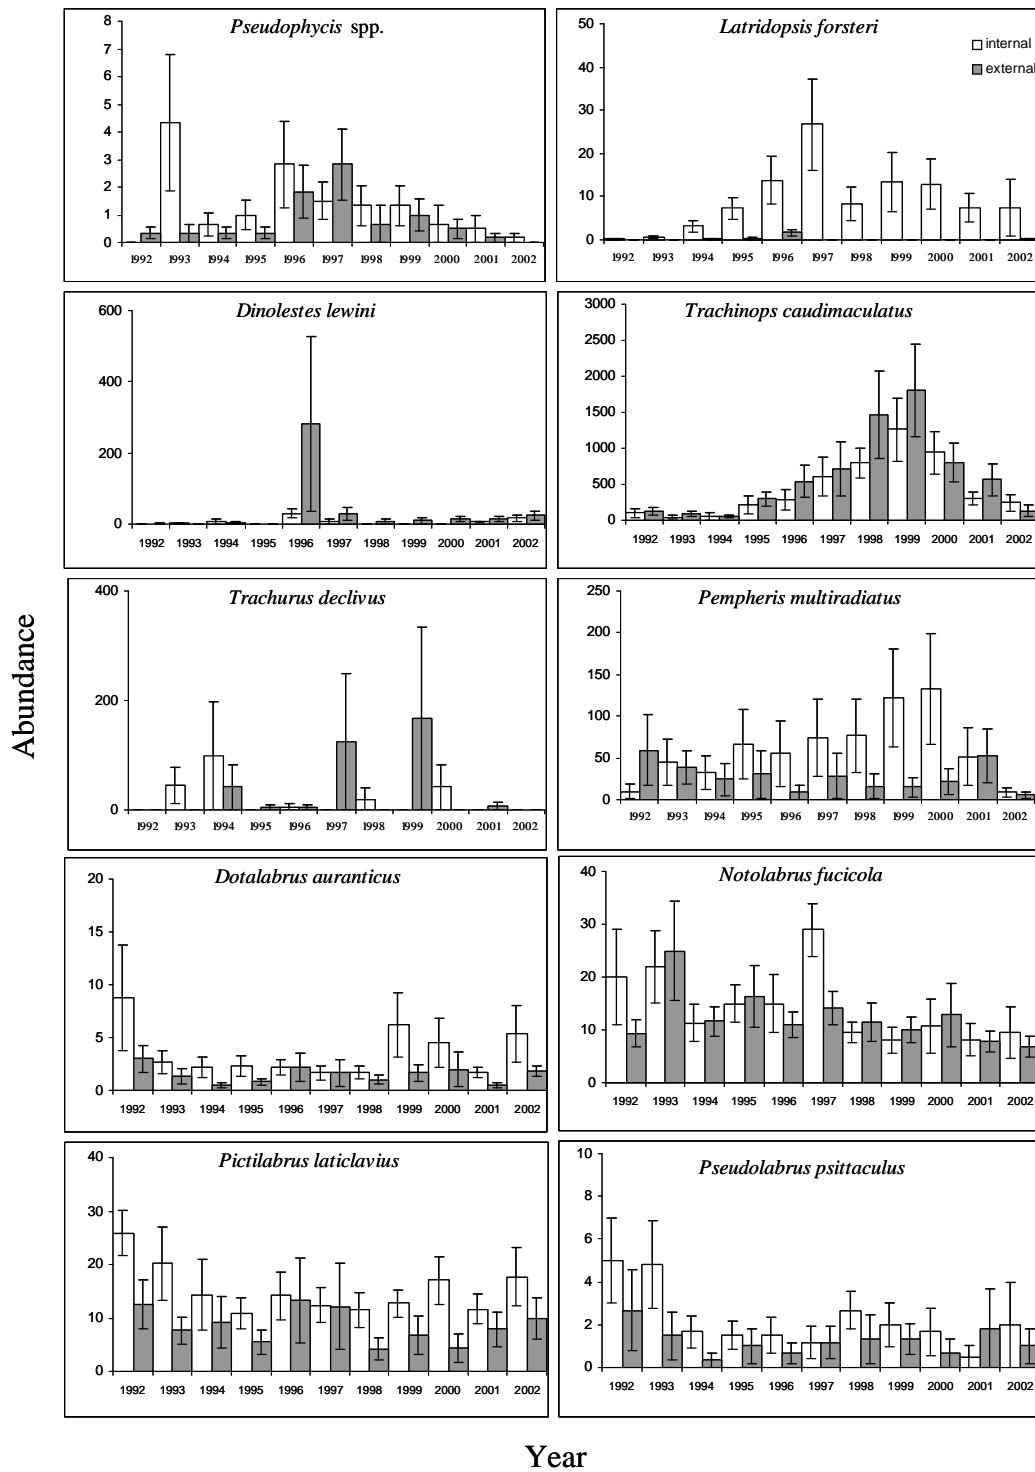 Pseudophycis spp.
8
7
6
5
4
3
2
1
0
1992 1993 1994 1995 1996 1997 1998 1999 2000 2001 2002
Latridopsis forsteri
internal
external
50
40
30
20
10
0
1992 1993 1994 1995 1996 1997 1998 1999 2000 2001 2002
Dinolestes lewini
600
400
200
0
1992 1993 1994 1995 1996 1997 1998 1999 2000 2001 2002
Trachinops caudimaculatus
3000
2500
2000
1500
1000
500
0
1992 1993 1994 1995 1996 1997 1998 1999 2000 2001 2002
Abundance
Trachurus declivus
400
200
0
1992 1993 1994 1995 1996 1997 1998 1999 2000 2001 2002
Pempheris multiradiatus
250
200
150
100
50
0
1992 1993 1994 1995 1996 1997 1998 1999 2000 2001 2002
Dotalabrus auranticus
20
15
10
5
0
1992 1993 1994 1995 1996 1997 1998 1999 2000 2001 2002
Notolabrus fucicola
40
30
20
10
0
1992 1993 1994 1995 1996 1997 1998 1999 2000 2001 2002
Pictilabrus laticlavius
40
30
20
10
0
1992 1993 1994 1995 1996 1997 1998 1999 2000 2001 2002
Pseudolabrus psittaculus
10
8
6
4
2
0
1992 1993 1994 1995 1996 1997 1998 1999 2000 2001 2002
Year